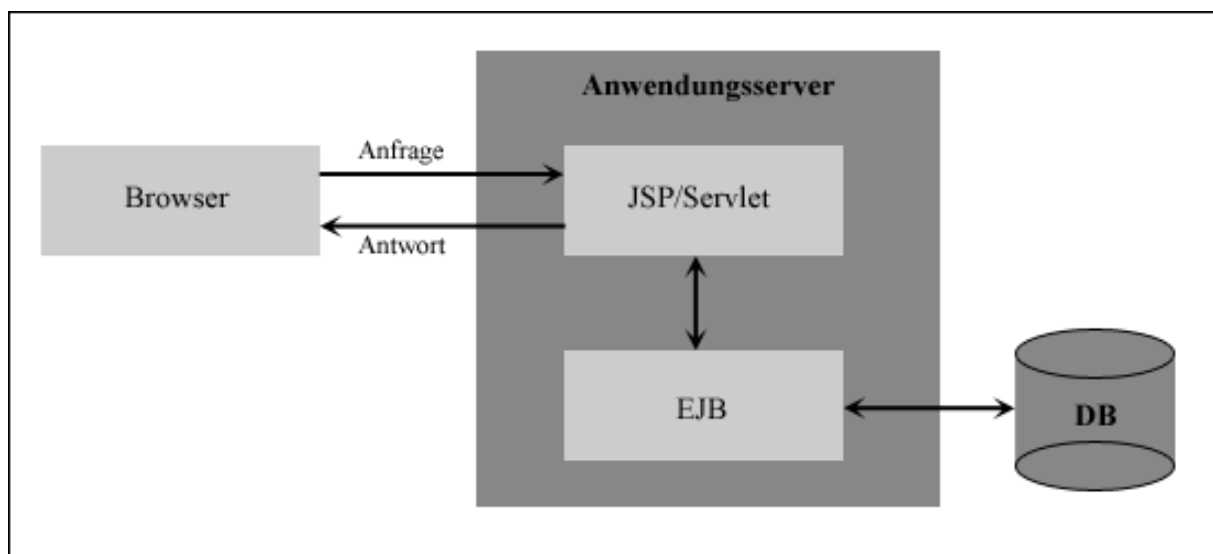 Anwendungsserver
Anfrage
Browser
JSP/Servlet
Antwort
EJB
DB